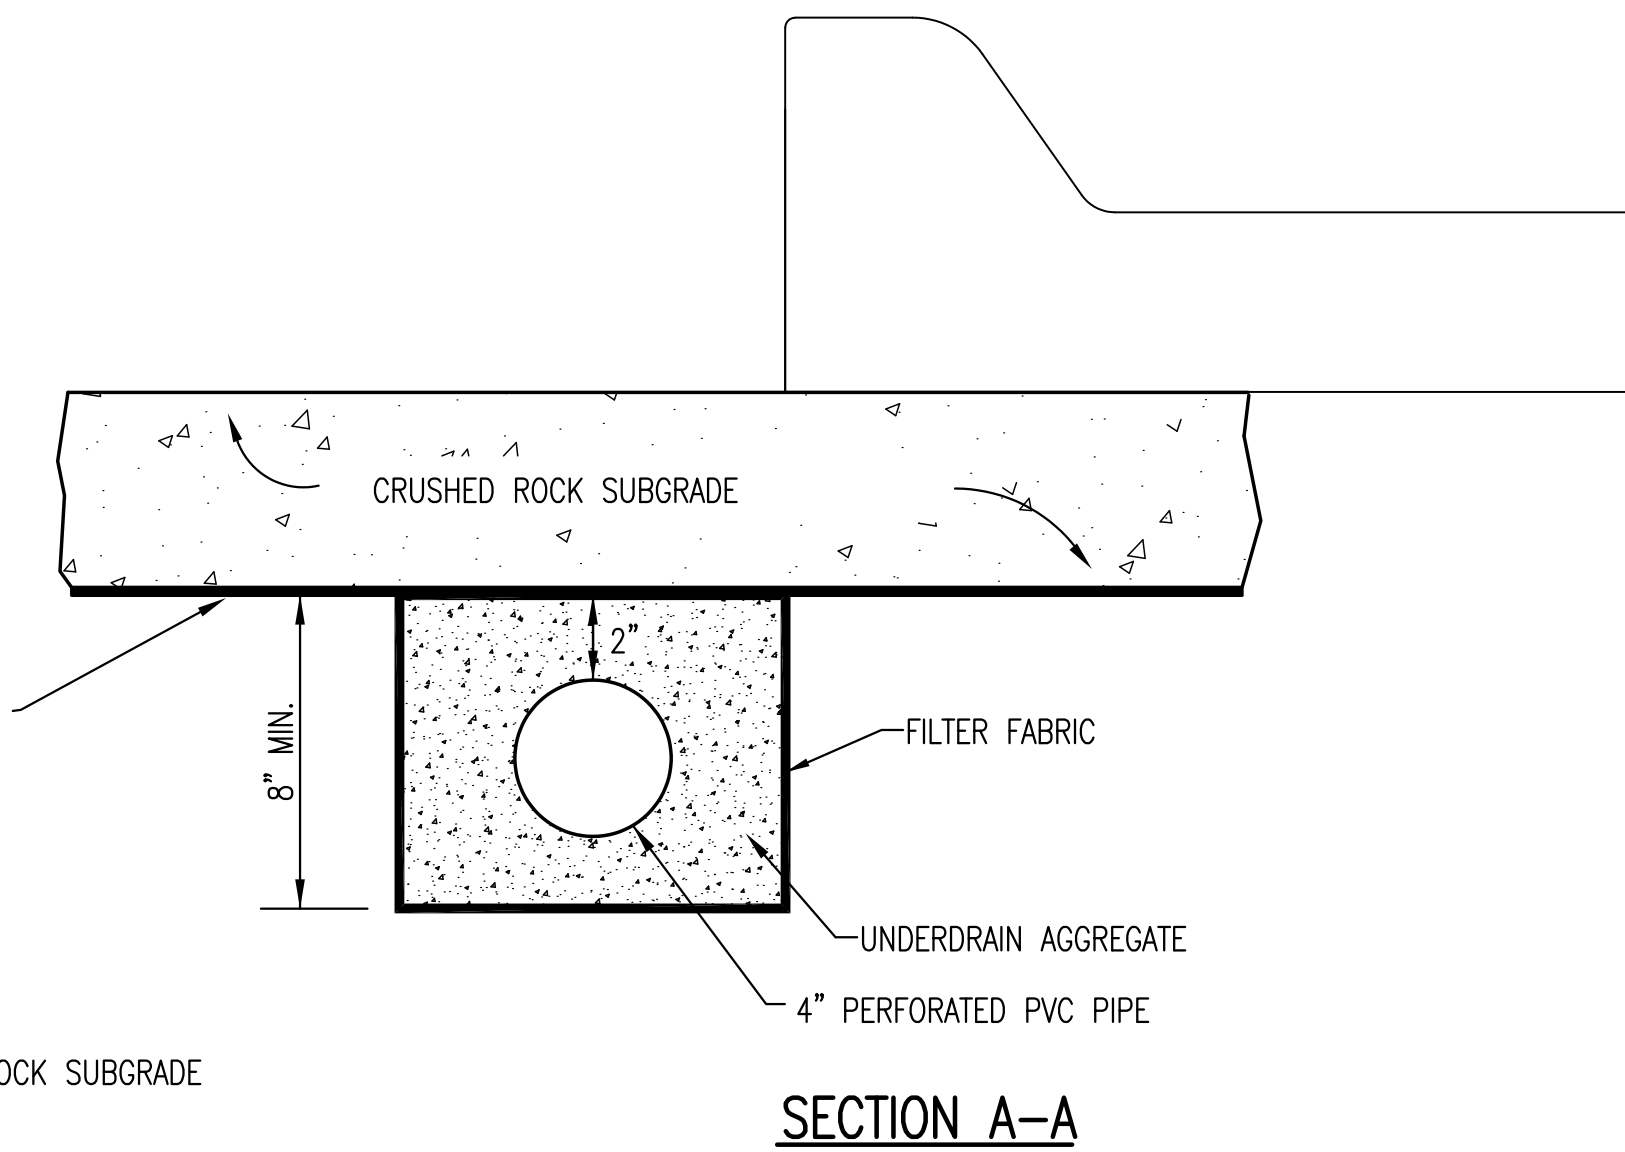 CRUSHED ROCK SUBGRADE
2"
8" MIN.
FILTER FABRIC
UNDERDRAIN AGGREGATE
4" PERFORATED PVC PIPE
OCK SUBGRADE
SECTION A-A